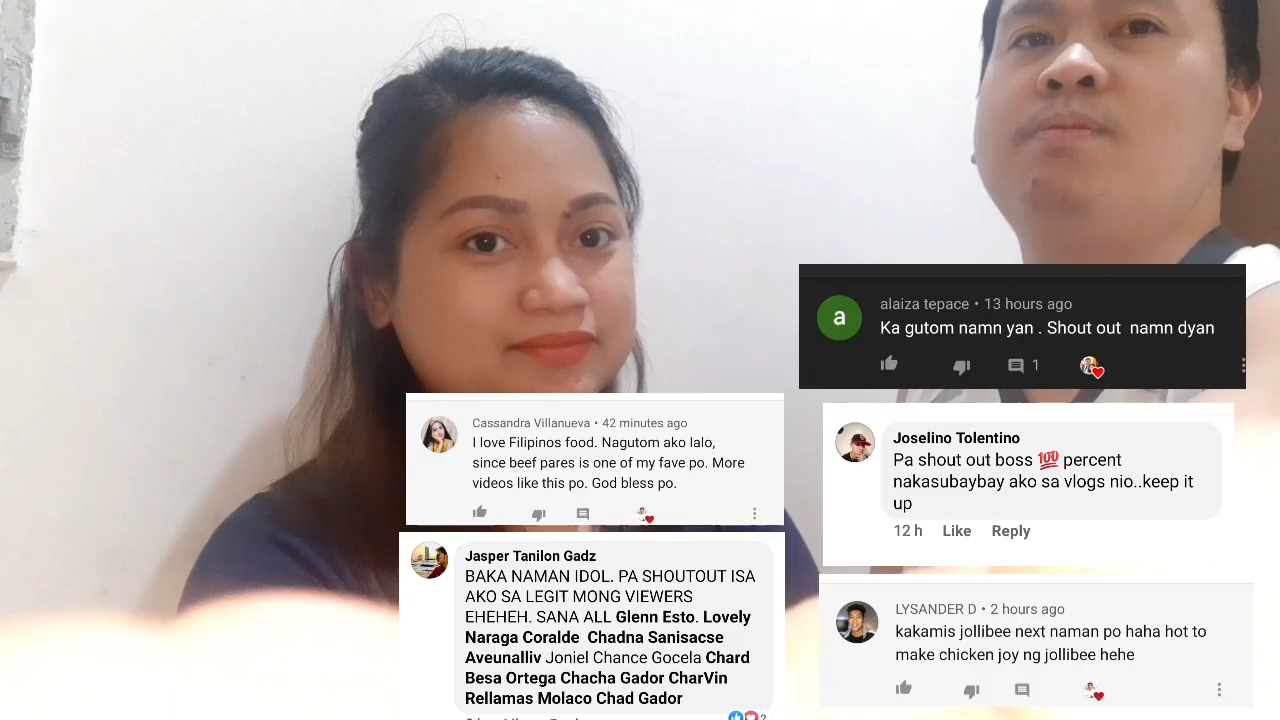 alaiza tepace • 13 hours ago
Ka gutom namn yan . Shout out namn dyan
1
Cassandra Villanueva • 42 minutes ago
I love Filipinos food. Nagutom ako lalo,
since beef pares is one of my fave po. More
videos like this po. God bless po.
Joselino Tolentino
Pa shout out boss 💯 percent
nakasubaybay ako sa vlogs nio..keep it
up
12 h Like Reply
Jasper Tanilon Gadz
BAKA NAMAN IDOL. PA SHOUTOUT ISA
AKO SA LEGIT MONG VIEWERS
EHEHEH. SANA ALL Glenn Esto. Lovely
Naraga Coralde Chadna Sanisacse
Aveunalliv Joniel Chance Gocela Chard
Besa Ortega Chacha Gador CharVin
Rellamas Molaco Chad Gador
LYSANDER D • 2 hours ago
kakamis jollibee next naman po haha hot to
make chicken joy ng jollibee hehe